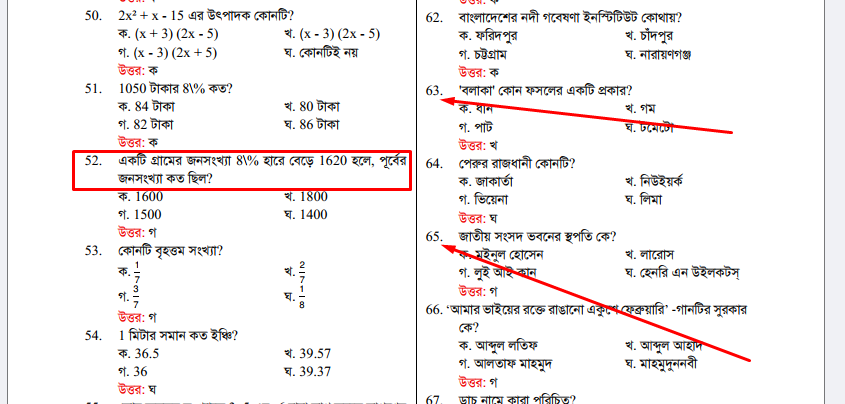 50. 2x² + x - 15 এর উৎপাদক কোনটি?
ক. (x + 3) (2x - 5) খ. (x - 3) (2x - 5)
গ. (x - 3) (2x + 5) ঘ. কোনটিই নয়
উত্তর: ক
51. 1050 টাকার 8\% কত?
ক. 84 টাকা খ. 80 টাকা
গ. 82 টাকা ঘ. 86 টাকা
উত্তর: ক
52. একটি গ্রামের জনসংখ্যা 8\% হারে বেড়ে 1620 হলে, পূর্বের
জনসংখ্যা কত ছিল?
ক. 1600 খ. 1800
গ. 1500 ঘ. 1400
উত্তর: গ
53. কোনটি বৃহত্তম সংখ্যা?
ক. 1/7 খ. 2/7
গ. 3/7 ঘ. 1/8
উত্তর: গ
54. 1 মিটার সমান কত ইঞ্চি?
ক. 36.5 খ. 39.57
গ. 36 ঘ. 39.37
উত্তর: ঘ
62. বাংলাদেশের নদী গবেষণা ইনস্টিটিউট কোথায়?
ক. ফরিদপুর খ. চাঁদপুর
গ. চট্টগ্রাম ঘ. নারায়ণগঞ্জ
উত্তর: ক
63. 'বলাকা' কোন ফসলের একটি প্রকার?
ক. ধান খ. গম
গ. পাট ঘ. টমেটো
উত্তর: খ
64. পেরুর রাজধানী কোনটি?
ক. জাকার্তা খ. নিউইয়র্ক
গ. ভিয়েনা ঘ. লিমা
উত্তর: ঘ
65. জাতীয় সংসদ ভবনের স্থপতি কে?
ক. মইনুল হোসেন খ. লারোস
গ. লুই আই কান ঘ. হেনরি এন উইলকটস্
উত্তর: গ
66. ‘আমার ভাইয়ের রক্তে রাঙানো একুশে ফেব্রুয়ারি’ -গানটির সুরকার
কে?
ক. আব্দুল লতিফ খ. আব্দুল আহাদ
গ. আলতাফ মাহমুদ ঘ. মাহমুদুননবী
উত্তর: গ
67. ডাচ নামে কারা পরিচিত?